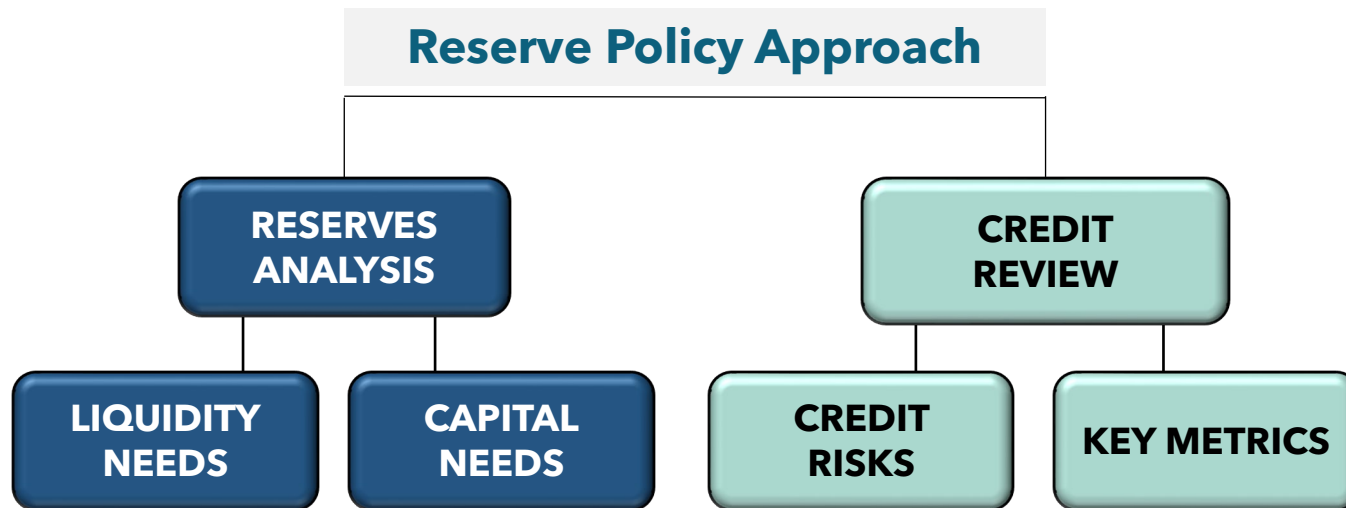 Reserve Policy Approach
RESERVES
ANALYSIS
CREDIT
REVIEW
LIQUIDITY
NEEDS
CAPITAL
NEEDS
CREDIT
RISKS
KEY METRICS